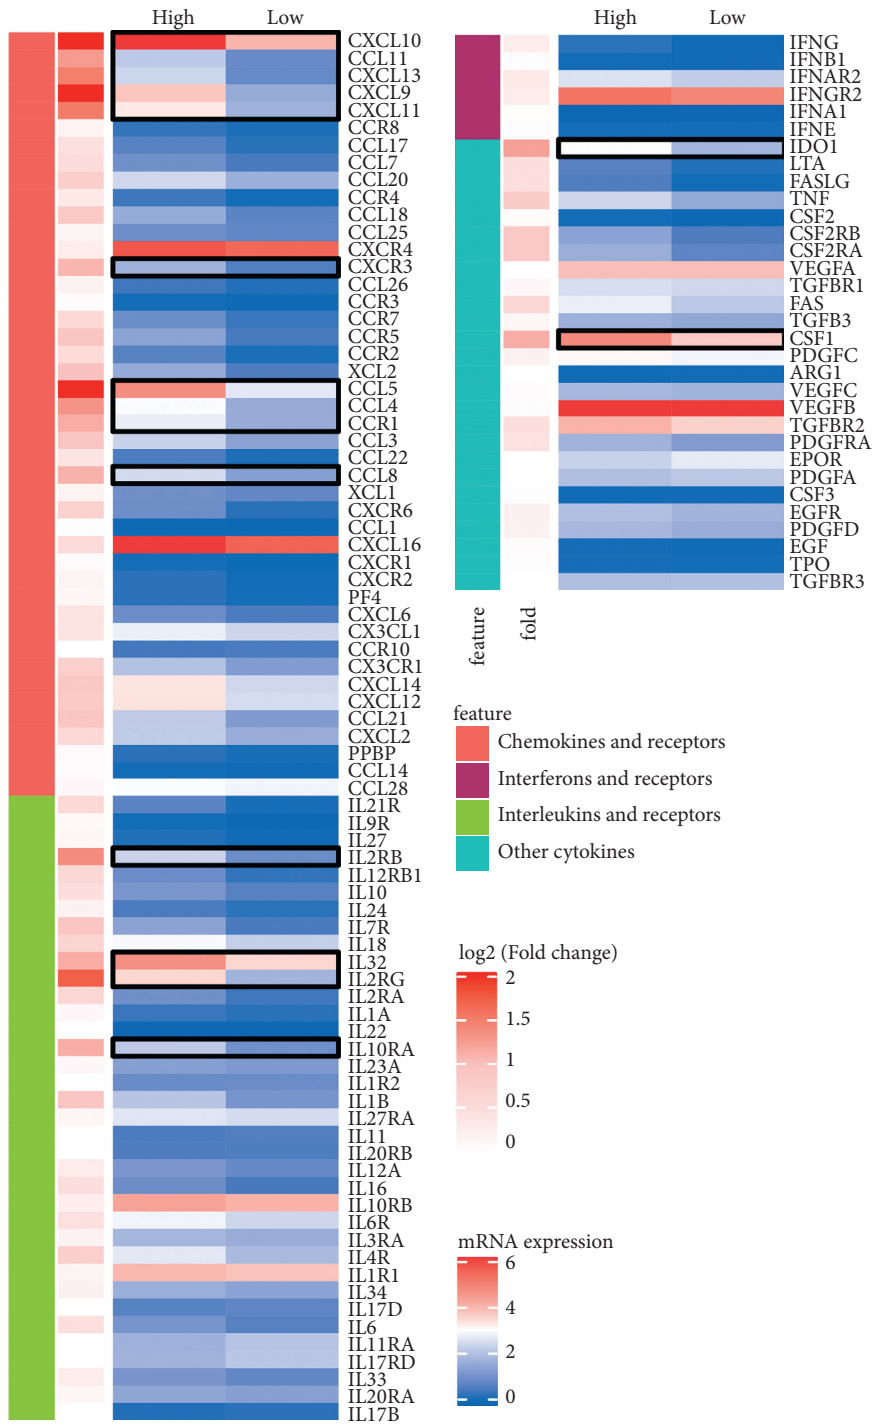 High Low
CXCL10
CCL11
CXCL13
CXCL9
CXCL11
CCR8
CCL17
CCL7
CCL20
CCR4
CCL18
CCL25
CXCR4
CXCR3
CCL26
CCR3
CCR7
CCR5
CCR2
XCL2
CCL5
CCL4
CCR1
CCL3
CCL22
CCL8
XCL1
CXCR6
CCL1
CXCL16
CXCR1
CXCR2
PF4
CXCL6
CX3CL1
CCR10
CX3CR1
CXCL14
CXCL12
CCL21
CXCL2
PPBP
CCL14
CCL28
IL21R
IL9R
IL27
IL2RB
IL12RB1
IL10
IL24
IL7R
IL18
IL32
IL2RG
IL2RA
IL1A
IL22
IL10RA
IL23A
IL1R2
IL1B
IL27RA
IL11
IL20RB
IL12A
IL16
IL10RB
IL6R
IL3RA
IL4R
IL1R1
IL34
IL17D
IL6
IL11RA
IL17RD
IL33
IL20RA
IL17B
High Low
IFNG
IFNB1
IFNAR2
IFNGR2
IFNA1
IFNE
IDO1
LTA
FASLG
TNF
CSF2
CSF2RB
CSF2RA
VEGFA
TGFBR1
FAS
TGFB3
CSF1
PDGFC
ARG1
VEGFC
VEGFB
TGFBR2
PDGFRA
EPOR
PDGFA
CSF3
EGFR
PDGFD
EGF
TPO
TGFBR3
feature
fold
feature
Chemokines and receptors
Interferons and receptors
Interleukins and receptors
Other cytokines
log2 (Fold change)
2
1.5
1
0.5
0
mRNA expression
6
4
2
0